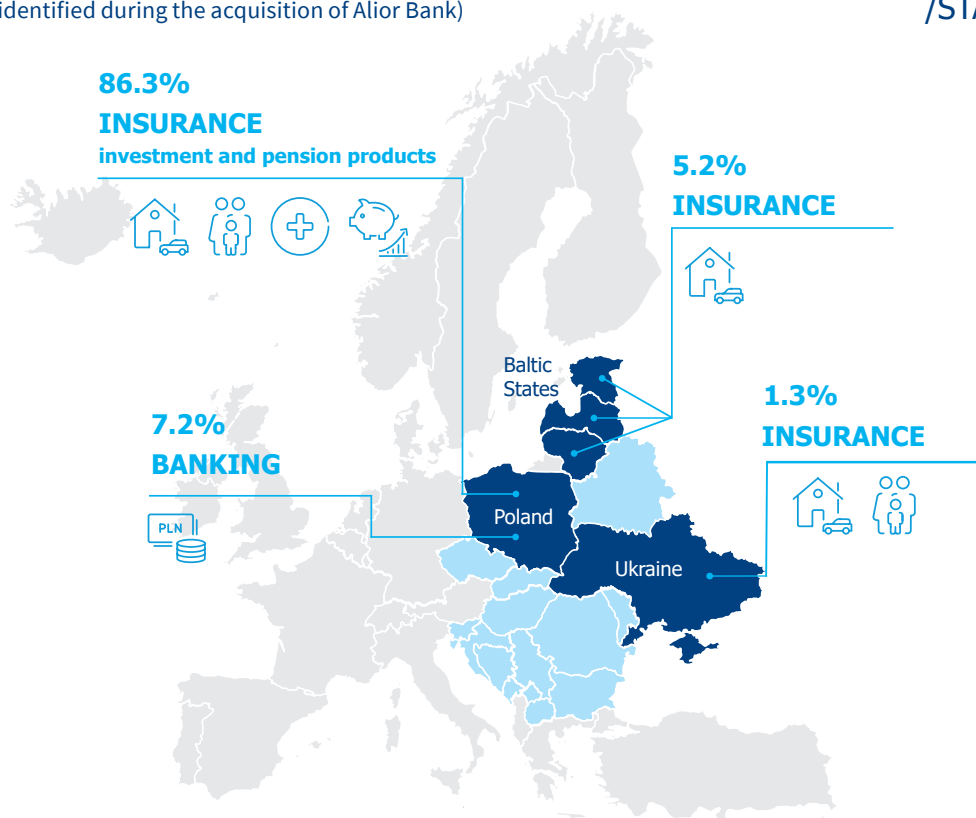 identified during the acquisition of Alior Bank)
86.3%
INSURANCE
investment and pension products
5.2%
INSURANCE
Baltic
States
1.3%
INSURANCE
7.2%
BANKING
PLN
Poland
Ukraine